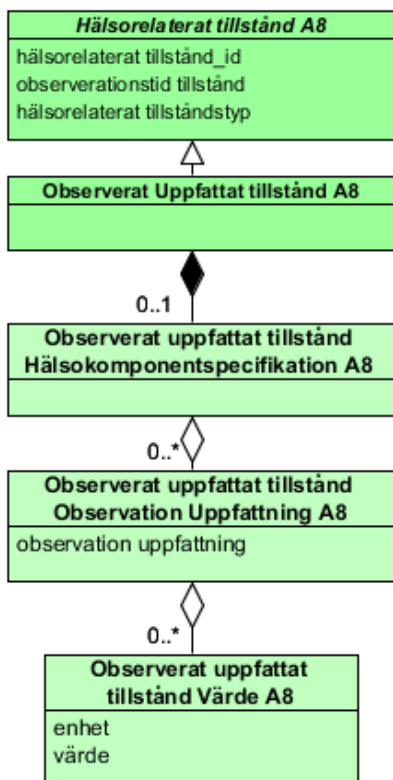 Hälsorelaterat tillstånd A8
hälsorelaterat tillstånd_id
observerationstid tillstånd
hälsorelaterat tillståndstyp
Observerat Uppfattat tillstånd A8
0..1
Observerat uppfattat tillstånd
Hälsokomponentspecifikation A8
0..*
Observerat uppfattat tillstånd
Observation Uppfattning A8
observation uppfattning
0..*
Observerat uppfattat
tillstånd Värde A8
enhet
värde